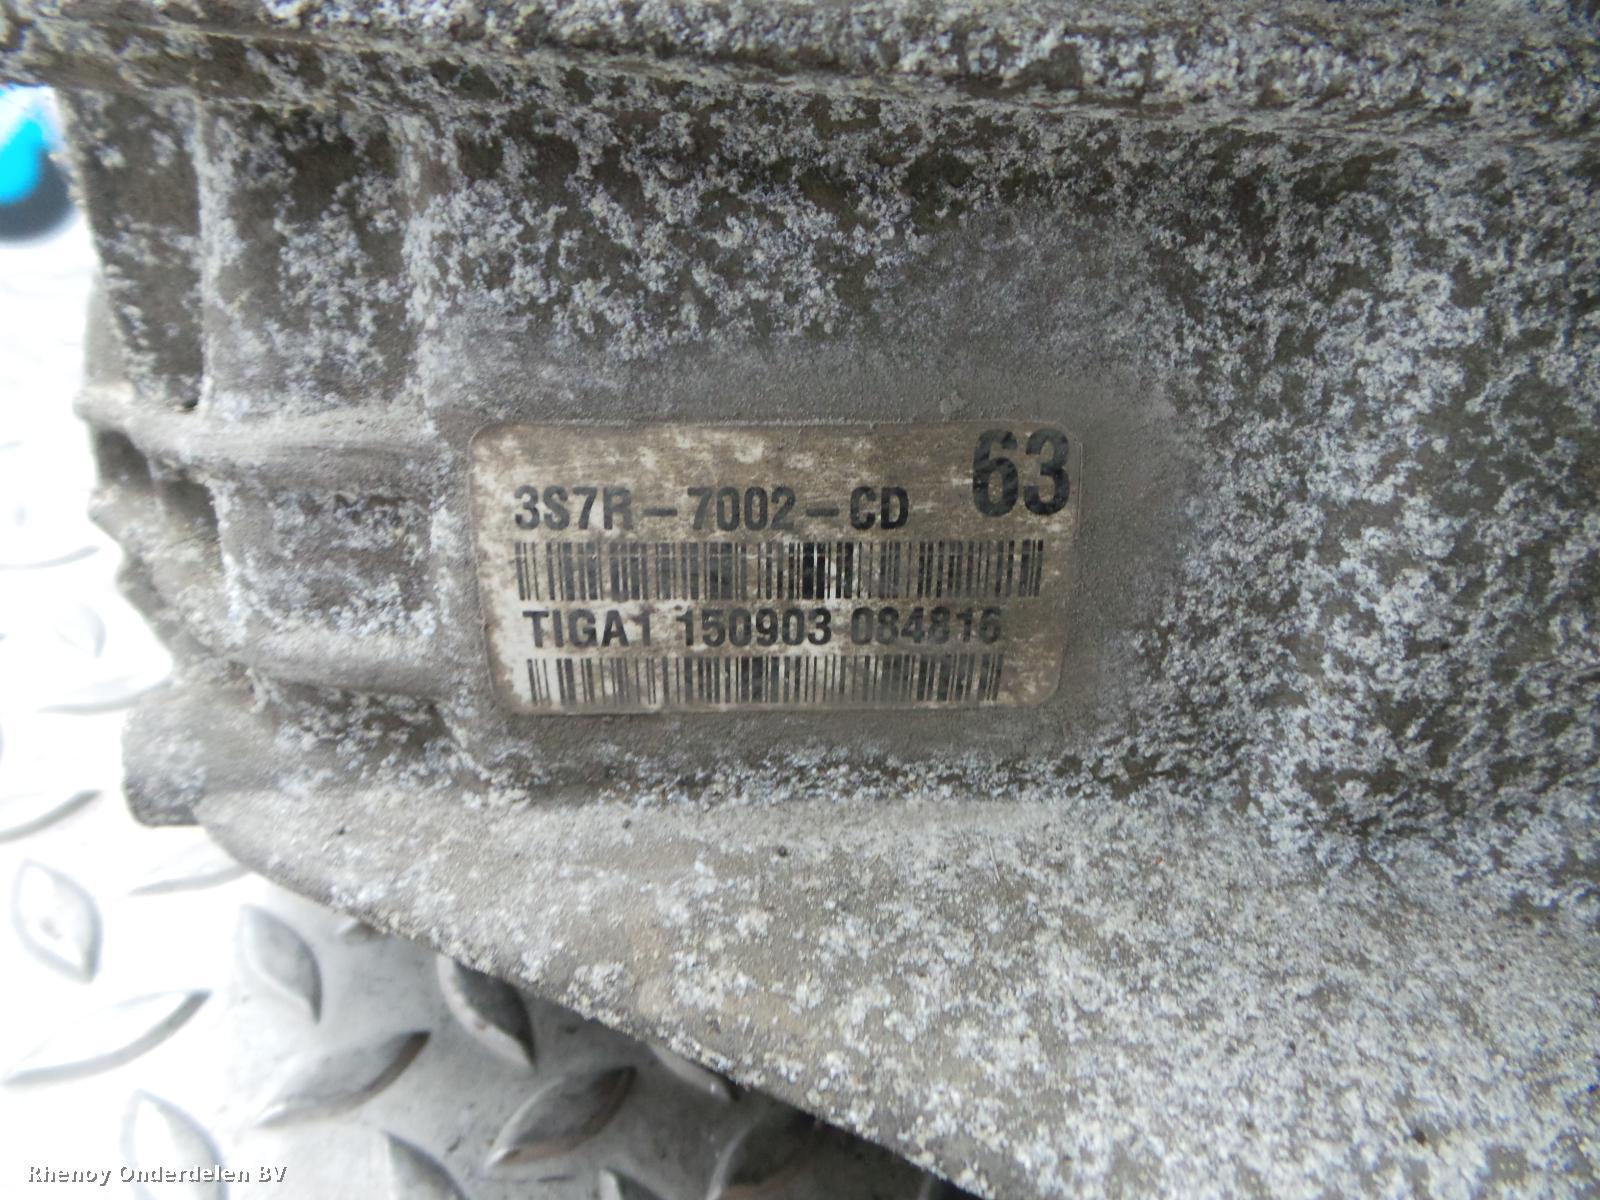 63
3S7R-7002-CD
TIGA1 150903 084816
Rhenoy Onderdelen BV